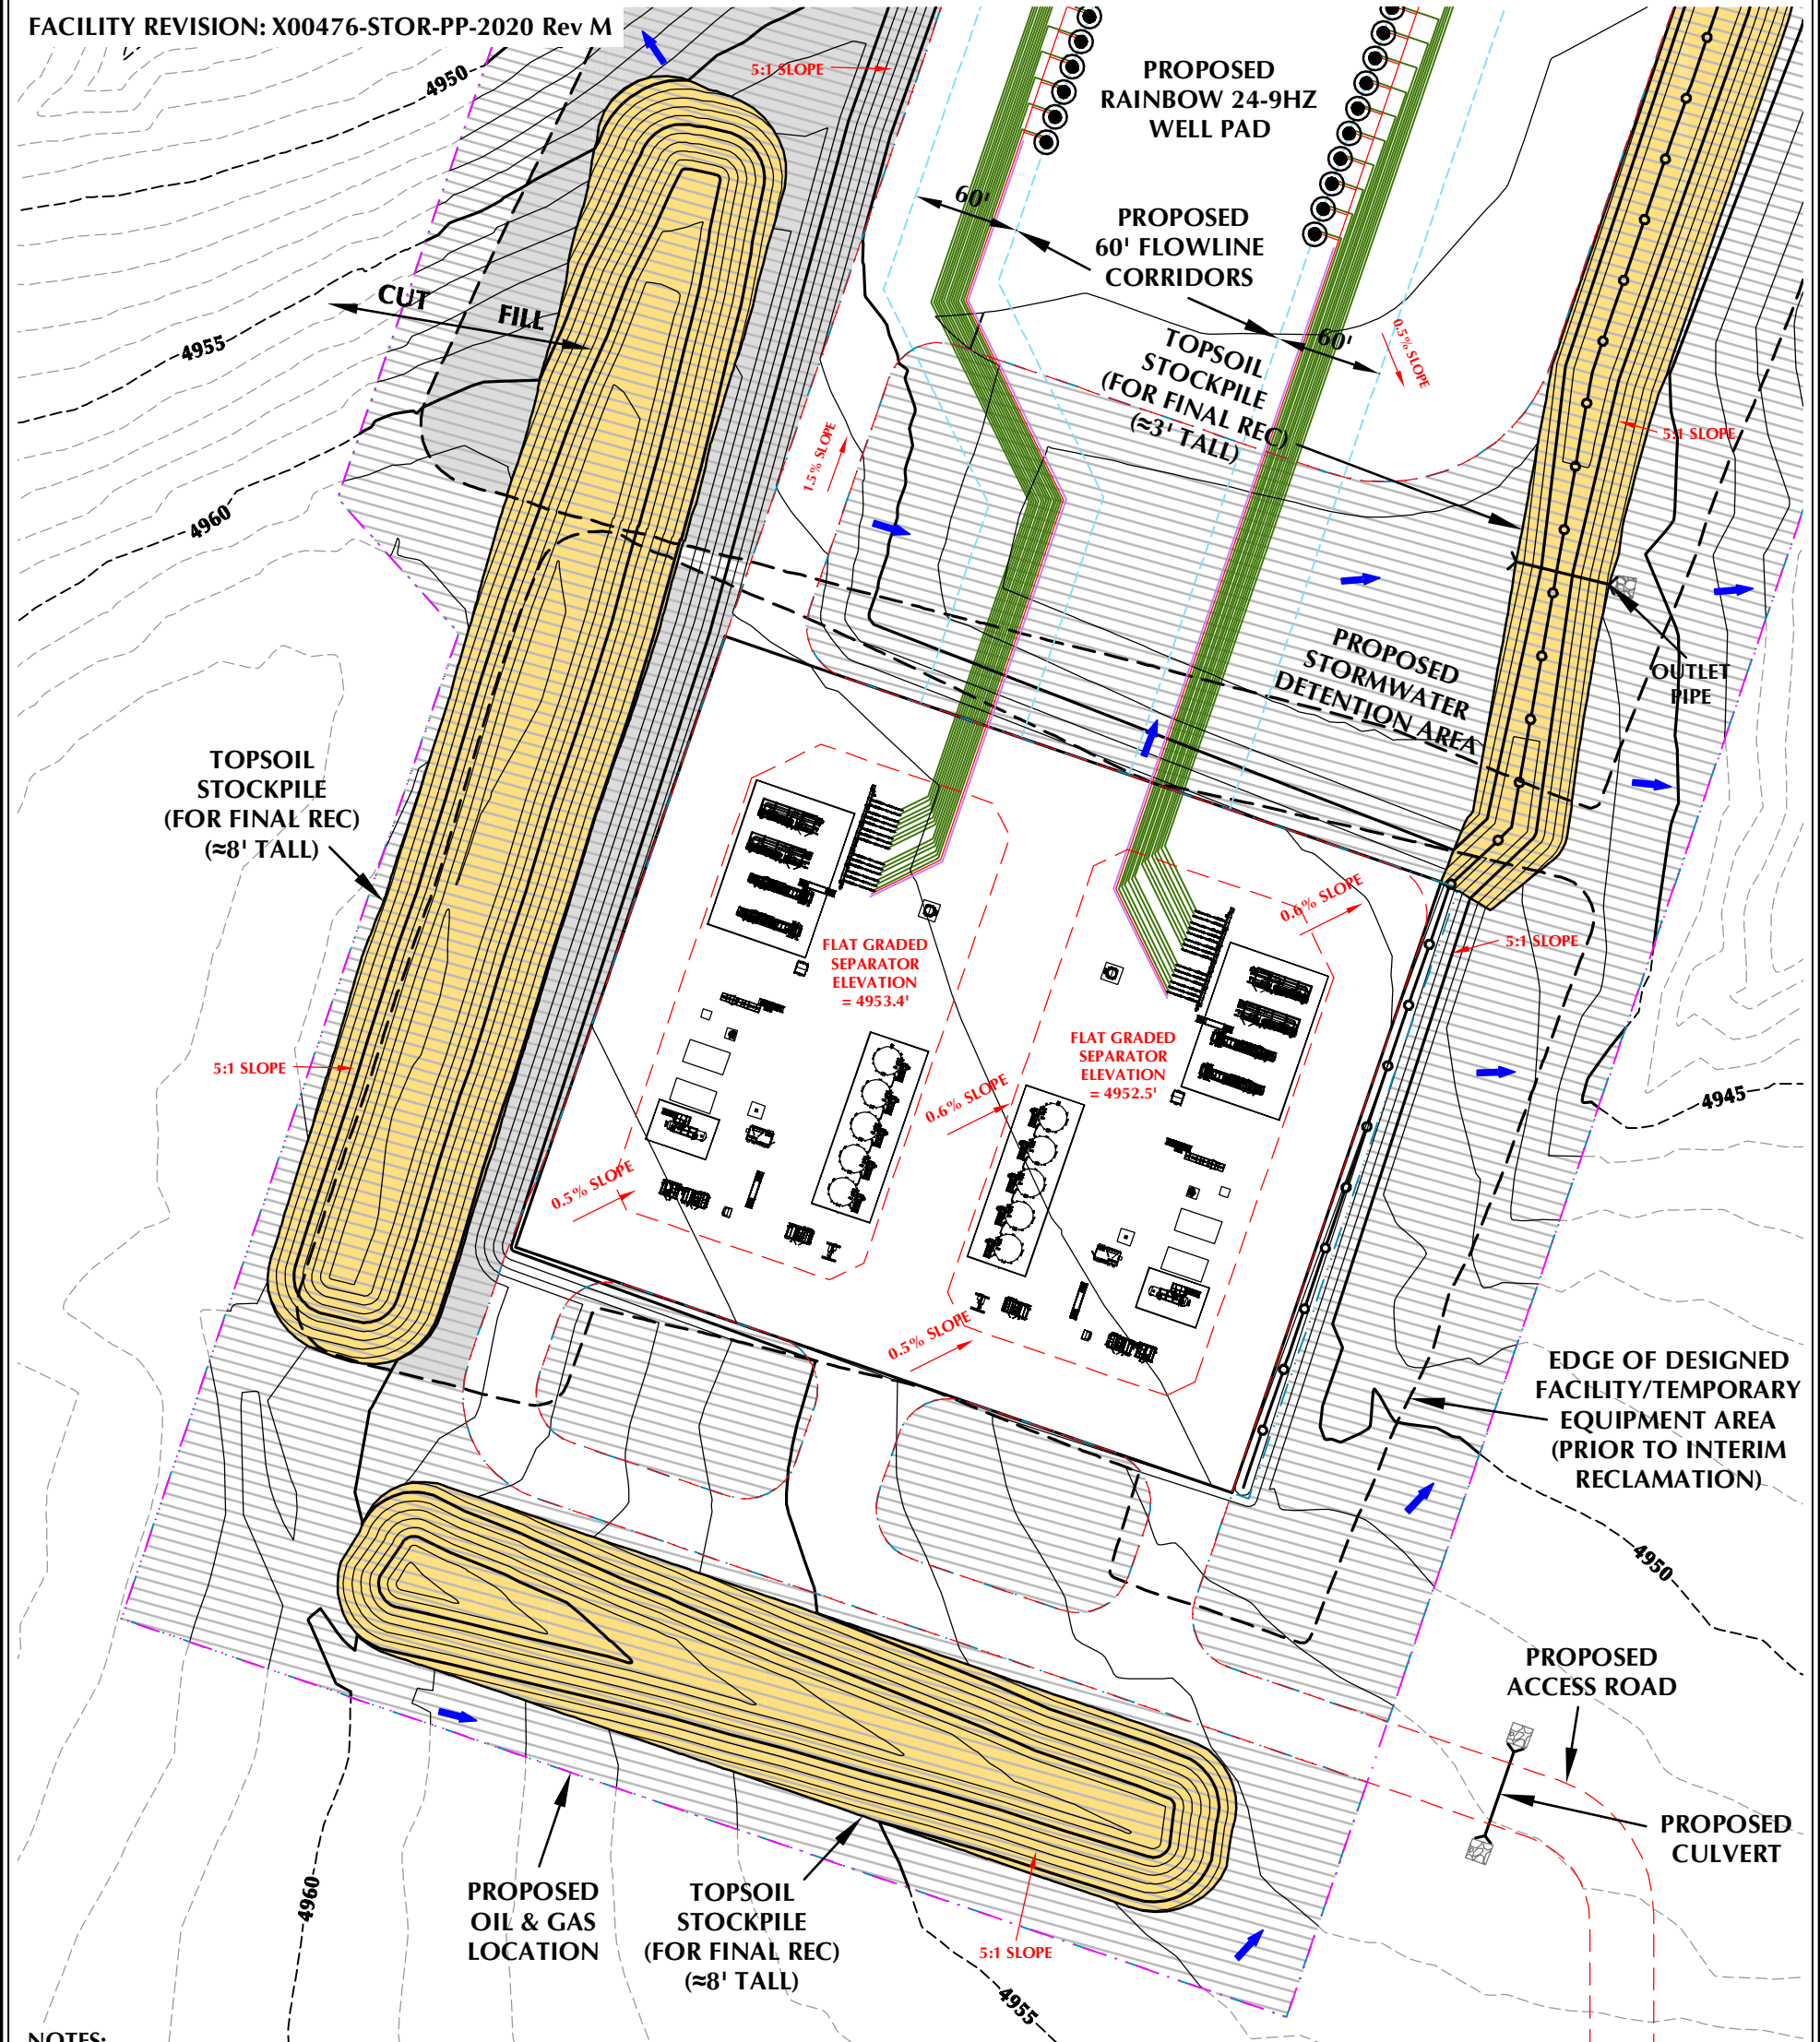 FACILITY REVISION: X00476-STOR-PP-2020 Rev M
4950
5:1 SLOPE
PROPOSED
RAINBOW 24-9HZ
WELL PAD
60'
PROPOSED
60' FLOWLINE
CORRIDORS
CUT
FILL
4955
60'
0.5% SLOPE
TOPSOIL
STOCKPILE
(FOR FINAL REC)
(≈3' TALL)
5:1 SLOPE
1.5% SLOPE
4960
PROPOSED
STORMWATER
DETENTION AREA
OUTLET
PIPE
TOPSOIL
STOCKPILE
(FOR FINAL REC)
(≈8' TALL)
0.6% SLOPE
FLAT GRADED
SEPARATOR
ELEVATION
= 4953.4'
5:1 SLOPE
FLAT GRADED
SEPARATOR
ELEVATION
= 4952.5'
5:1 SLOPE
0.6% SLOPE
4945
0.5% SLOPE
0.5% SLOPE
EDGE OF DESIGNED
FACILITY/TEMPORARY
EQUIPMENT AREA
(PRIOR TO INTERIM
RECLAMATION)
4950
PROPOSED
ACCESS ROAD
PROPOSED
CULVERT
4960
PROPOSED
OIL & GAS
LOCATION
TOPSOIL
STOCKPILE
(FOR FINAL REC)
(≈8' TALL)
5:1 SLOPE
4955
NOTES: